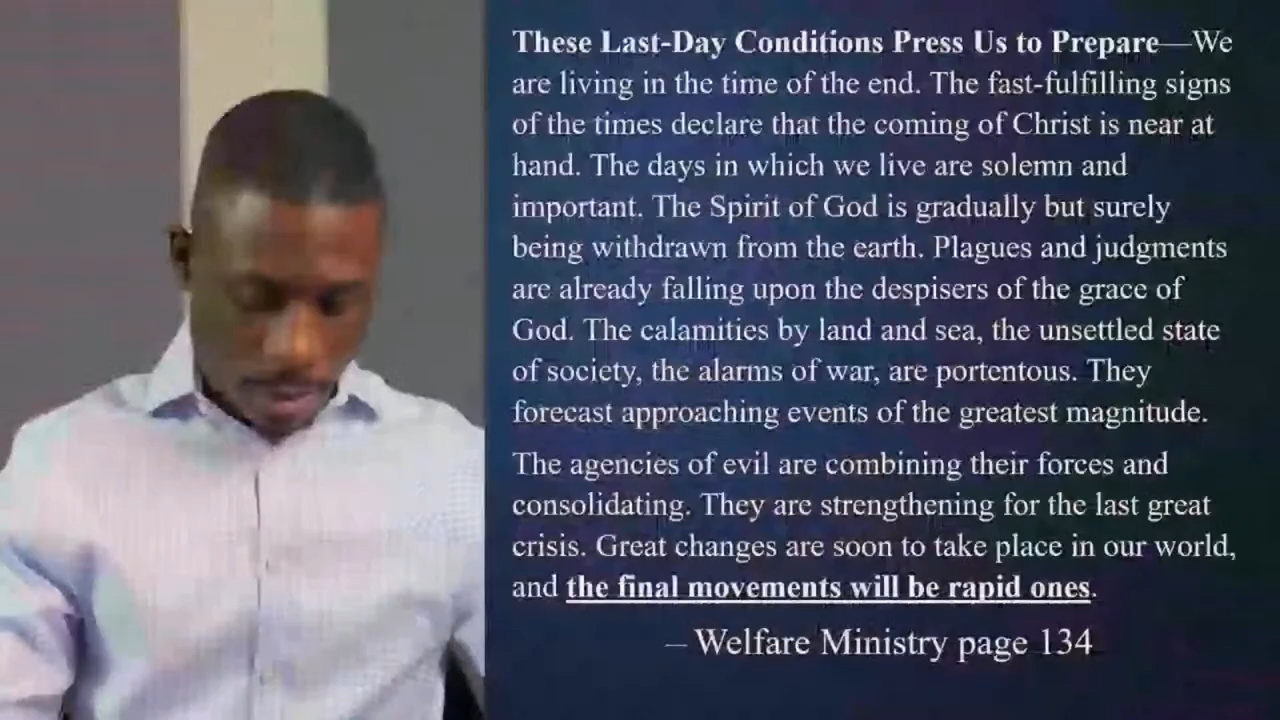 These Last-Day Conditions Press Us to Prepare—We
are living in the time of the end. The fast-fulfilling signs
of the times declare that the coming of Christ is near at
hand. The days in which we live are solemn and
important. The Spirit of God is gradually but surely
being withdrawn from the earth. Plagues and judgments
are already falling upon the despisers of the grace of
God. The calamities by land and sea, the unsettled state
of society, the alarms of war, are portentous. They
forecast approaching events of the greatest magnitude.
The agencies of evil are combining their forces and
consolidating. They are strengthening for the last great
crisis. Great changes are soon to take place in our world,
and the final movements will be rapid ones.
– Welfare Ministry page 134